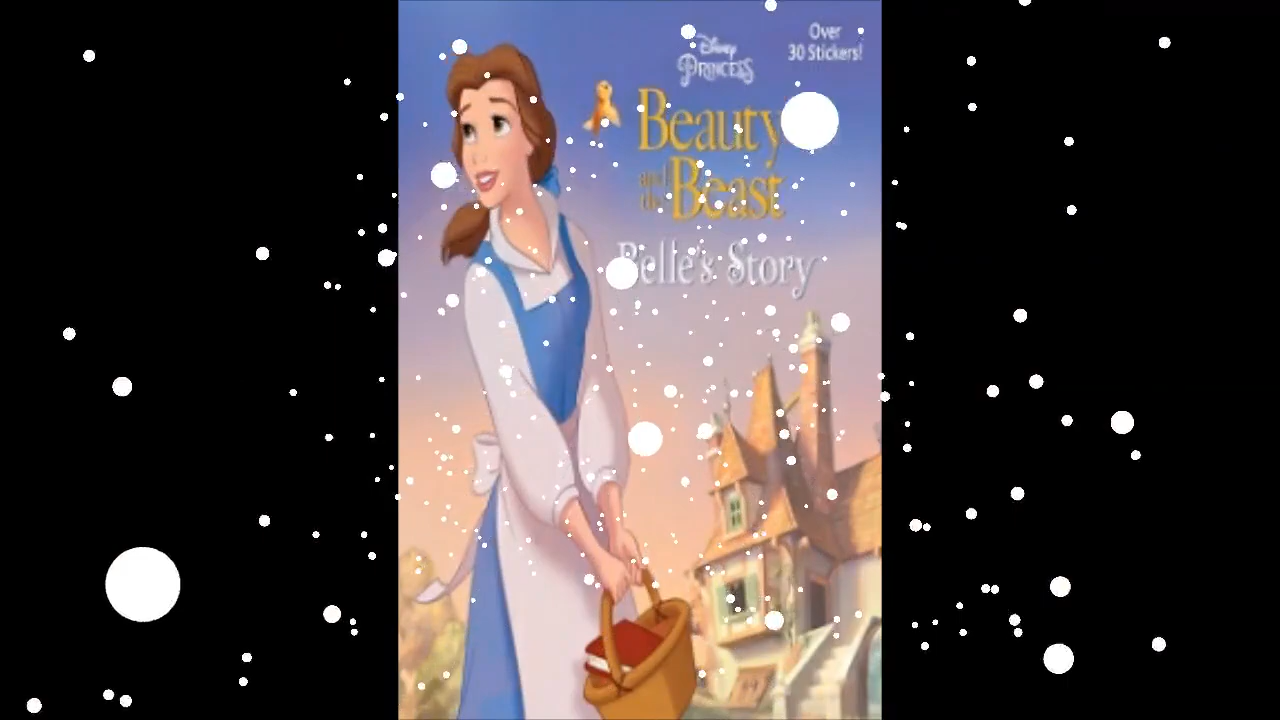 Over
30 Stickers!
Disney
PRINCESS
Beauty
and the Beast
Belle's Story